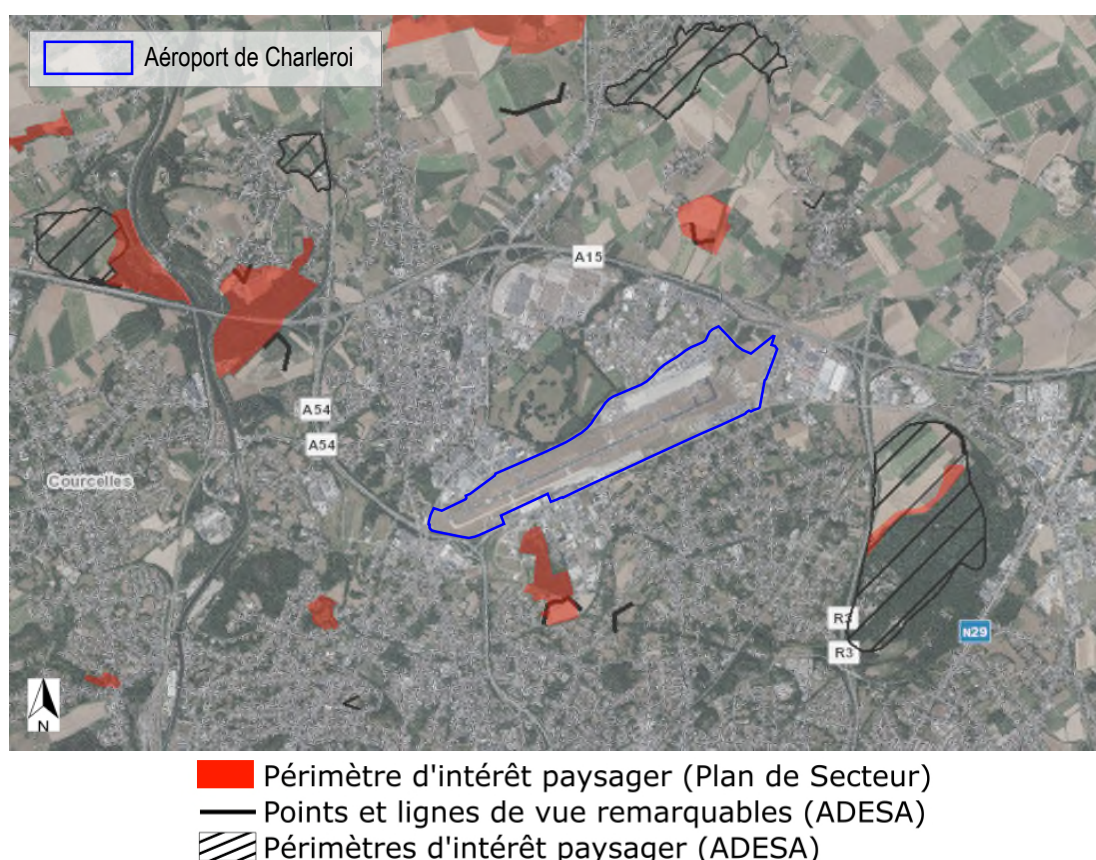 Aéroport de Charleroi
A15
A54
A54
Courcelles
R3
N29
R3
N
Périmètre d'intérêt paysager (Plan de Secteur)
Points et lignes de vue remarquables (ADESA)
Périmètres d'intérêt paysager (ADESA)